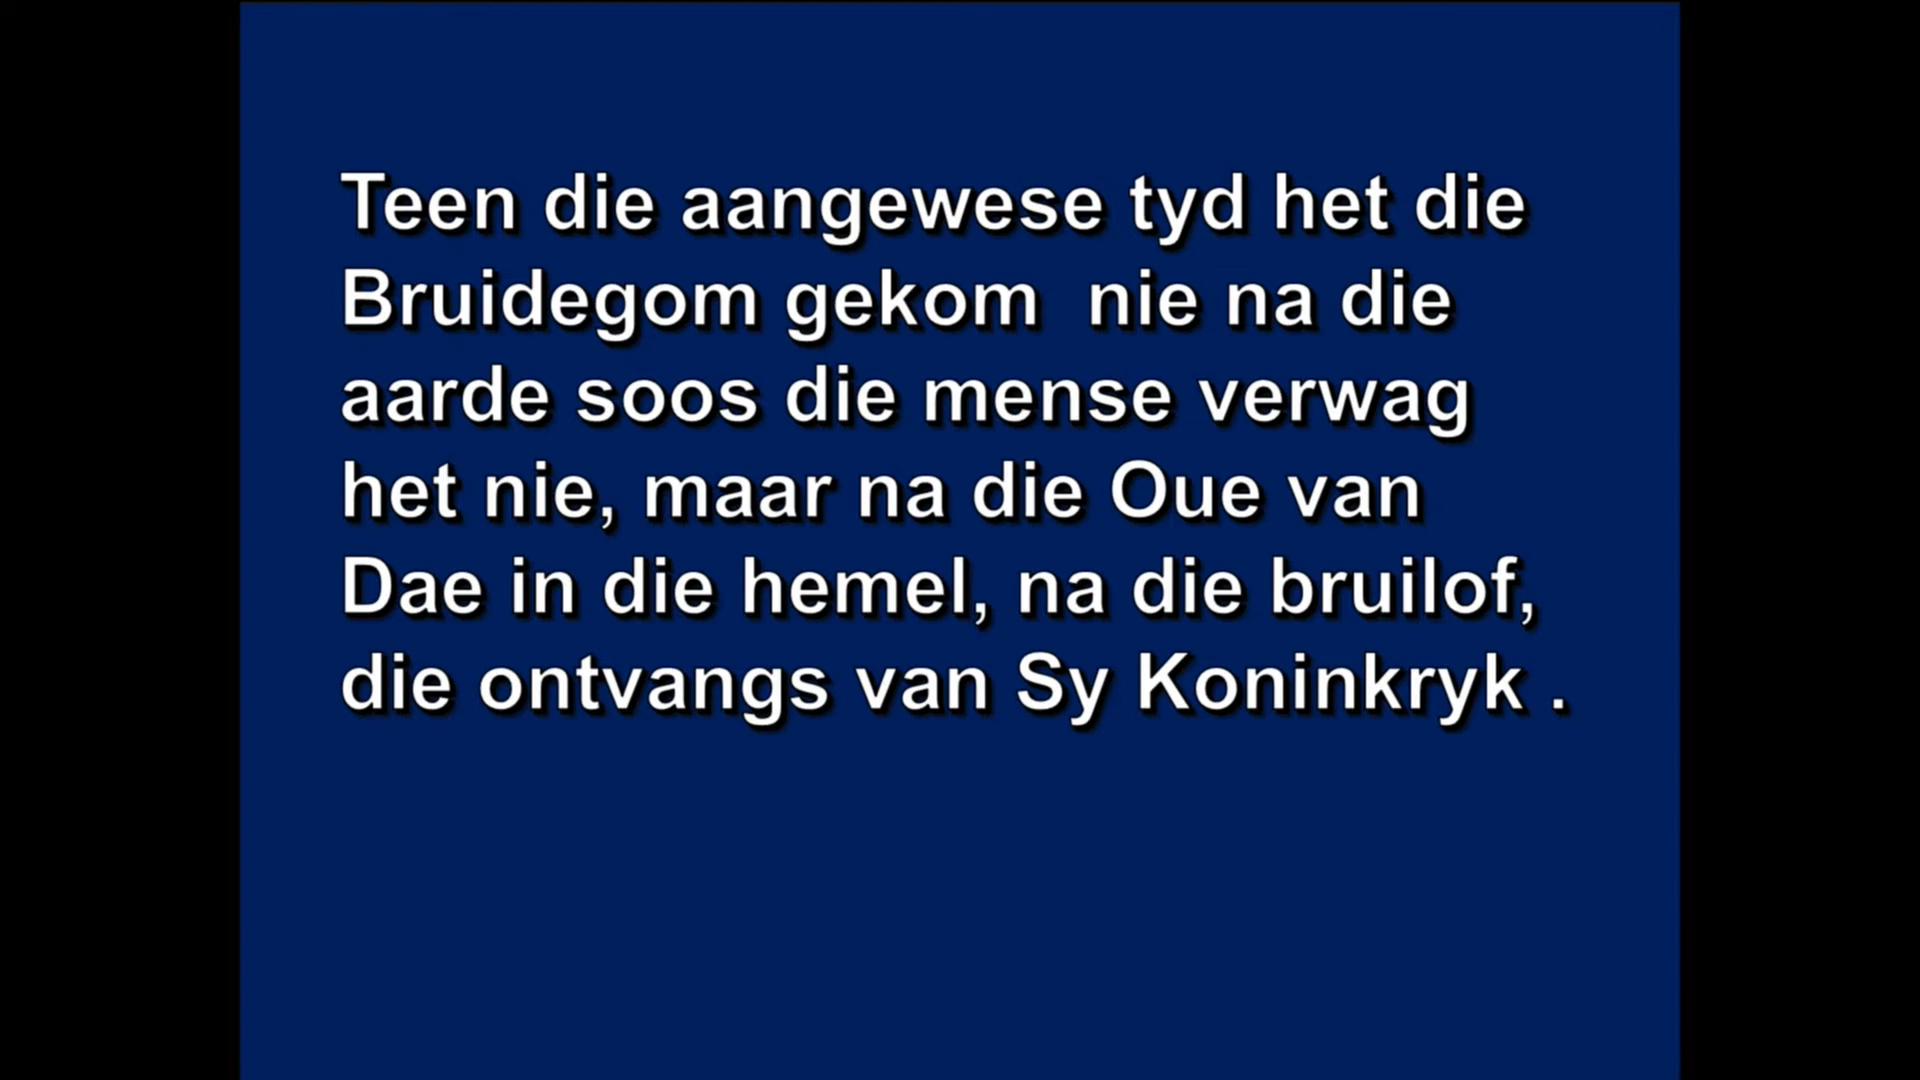 Teen die aangewese tyd het die
Bruidegom gekom  nie na die
aarde soos die mense verwag
het nie, maar na die Oue van
Dae in die hemel, na die bruilof,
die ontvangs van Sy Koninkryk .